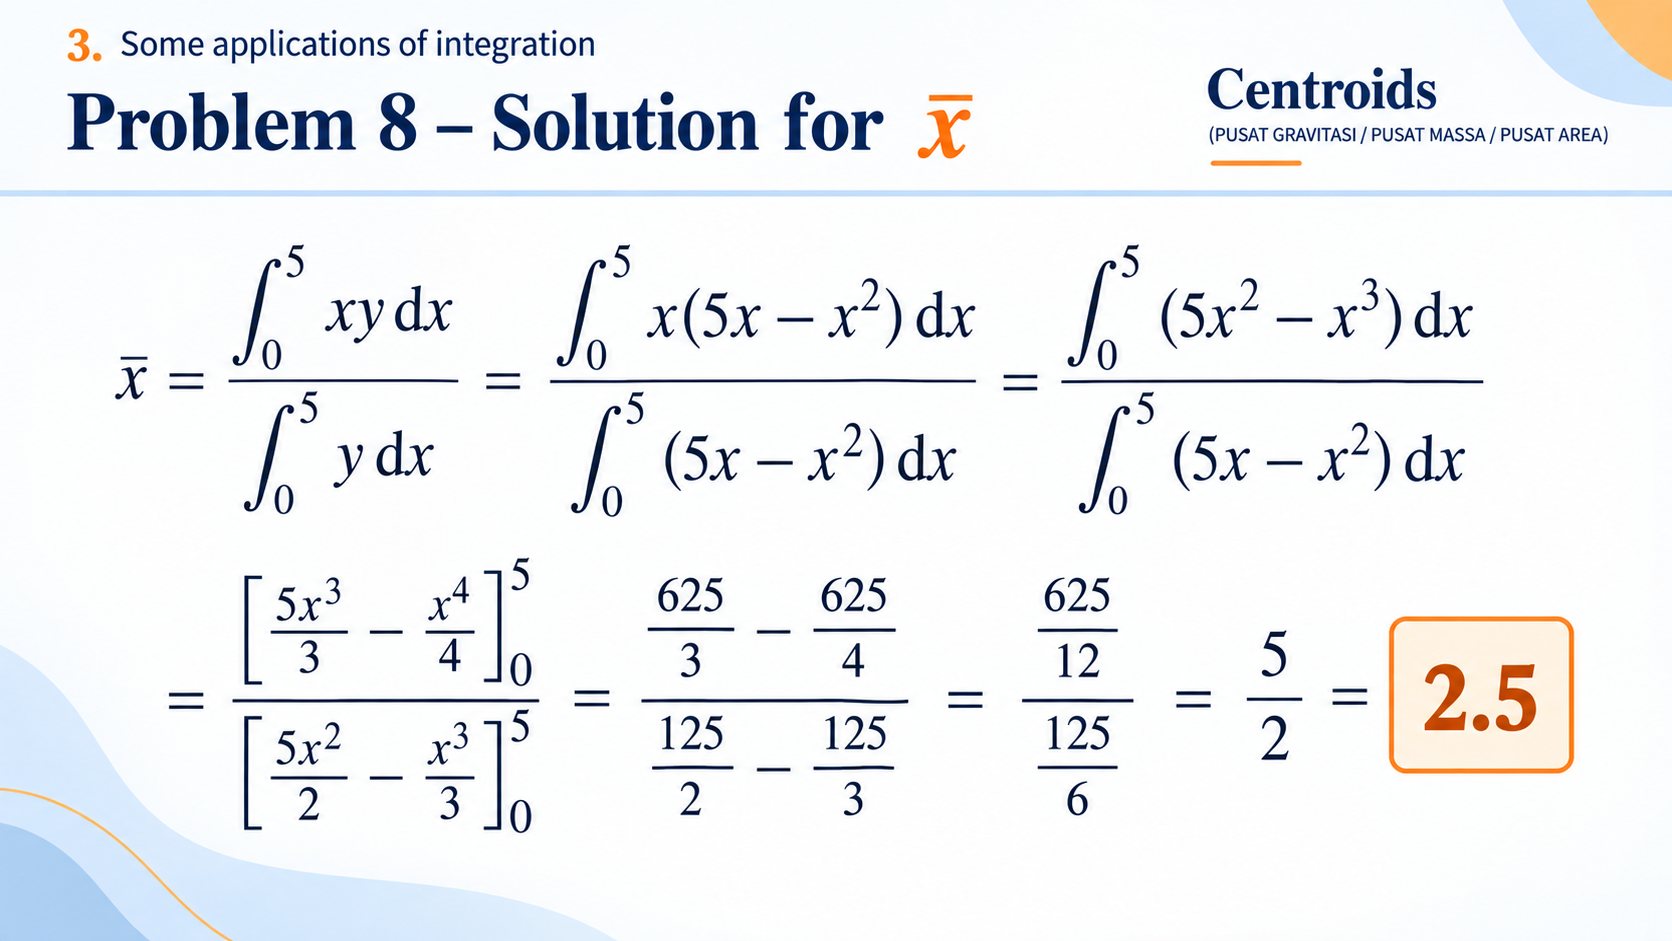 3. Some applications of integration
Problem 8 – Solution for x̄
Centroids
(PUSAT GRAVITASI / PUSAT MASSA / PUSAT AREA)
x̄ = ∫₀⁵ xy dx / ∫₀⁵ y dx = ∫₀⁵ x(5x − x²) dx / ∫₀⁵ (5x − x²) dx = ∫₀⁵ (5x² − x³) dx / ∫₀⁵ (5x − x²) dx
= [5x³/3 − x⁴/4]₀⁵ / [5x²/2 − x³/3]₀⁵ = (625/3 − 625/4) / (125/2 − 125/3) = (625/12) / (125/6) = 5/2 = 2.5